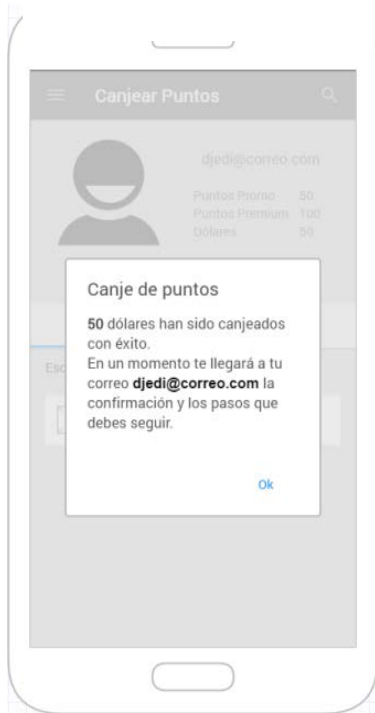 Canjear Puntos
djedi@correo.com
Puntos Promo 50
Puntos Premium 100
Dólares 50
Canje de puntos
50 dólares han sido canjeados
con éxito.
En un momento te llegará a tu
correo djedi@correo.com la
confirmación y los pasos que
debes seguir.
Esc
Ok